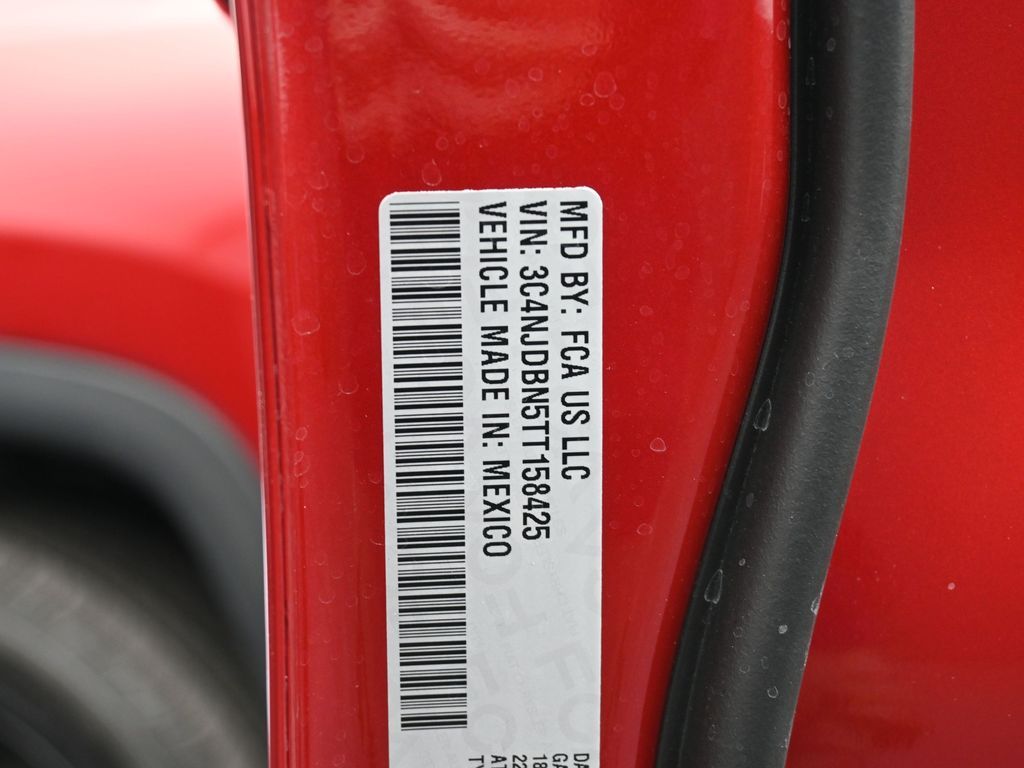 MFD BY: FCA US LLC
VIN: 3C4NJDBN5TT158425
VEHICLE MADE IN: MEXICO